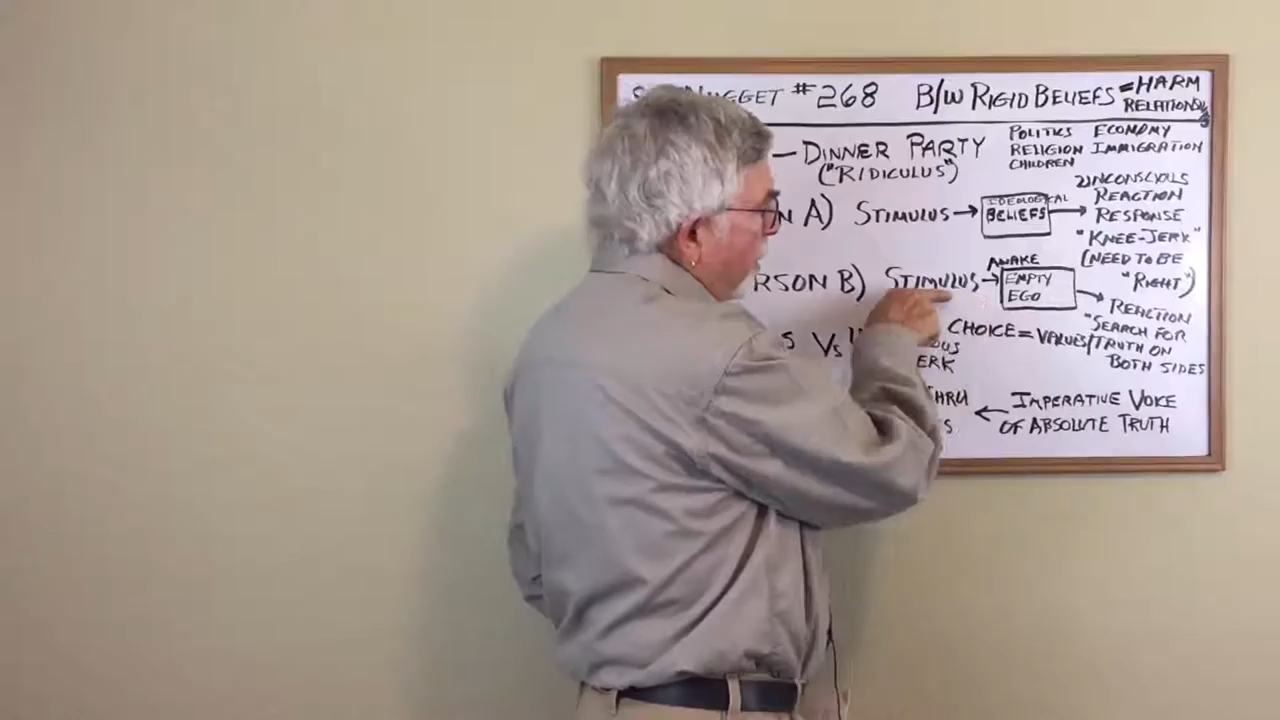 NUGGET #268 B/W RIGID BELIEFS = HARM RELATIONS
— DINNER PARTY
("RIDICULUS")
POLITICS ECONOMY
RELIGION IMMIGRATION
CHILDREN
N A) STIMULUS → IDEOLOGICAL BELIEFS →
UNCONSCIOUS
REACTION
RESPONSE
"KNEE-JERK"
(NEED TO BE
"RIGHT")
RSON B) STIMULUS → AWAKE EMPTY EGO →
REACTION
"SEARCH FOR
TRUTH ON
BOTH SIDES
S VS
CHOICE = VALUES/
OUS
ERK
THRU ← IMPERATIVE VOICE
OF ABSOLUTE TRUTH